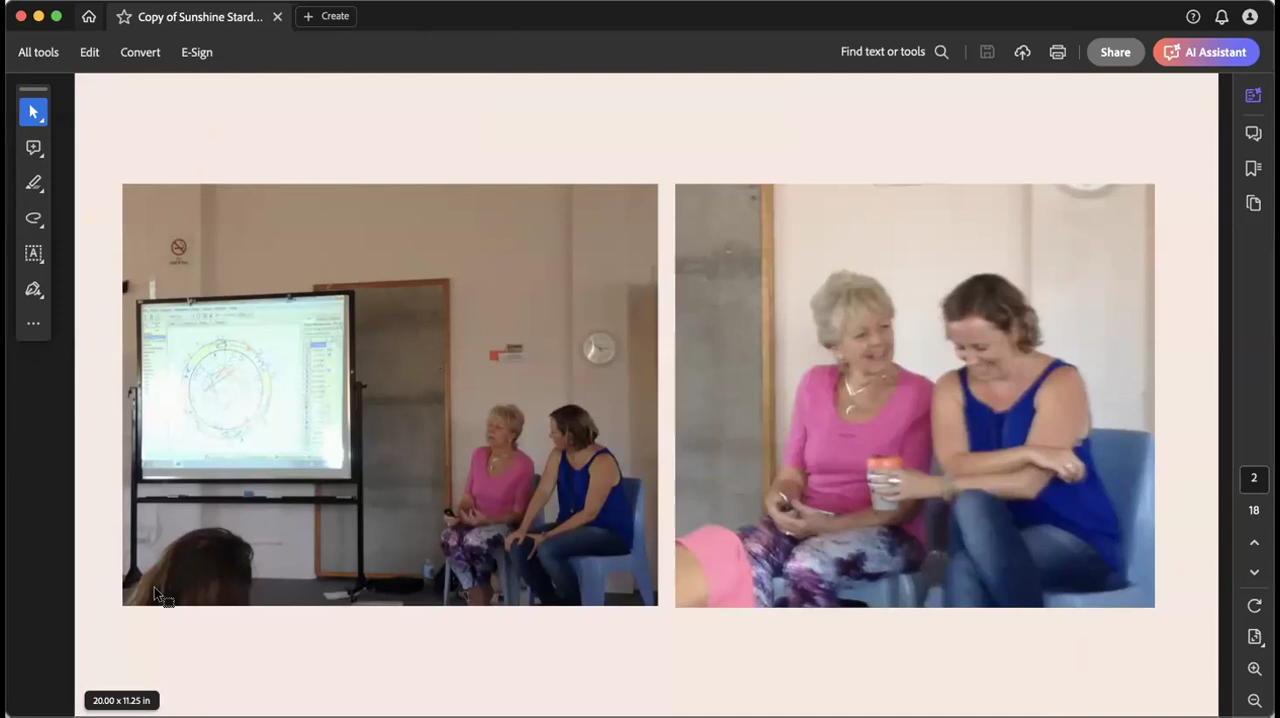 Copy of Sunshine Stard...
Create
All tools
Edit
Convert
E-Sign
Find text or tools
Share
AI Assistant
2
18
20.00 x 11.25 in